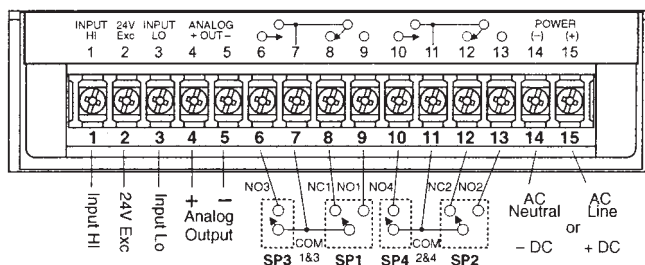 INPUT 24V INPUT ANALOG POWER
HI Exc LO + OUT − (−) (+)
1 2 3 4 5 6 7 8 9 10 11 12 13 14 15
1 2 3 4 5 6 7 8 9 10 11 12 13 14 15
Input HI
24V Exc
Input Lo
+ −
Analog
Output
NO3 NC1 NO1 NO4 NC2 NO2
COM
1&3
COM
2&4
SP3 SP1 SP4 SP2
AC
Neutral
or
AC
Line
− DC
+ DC